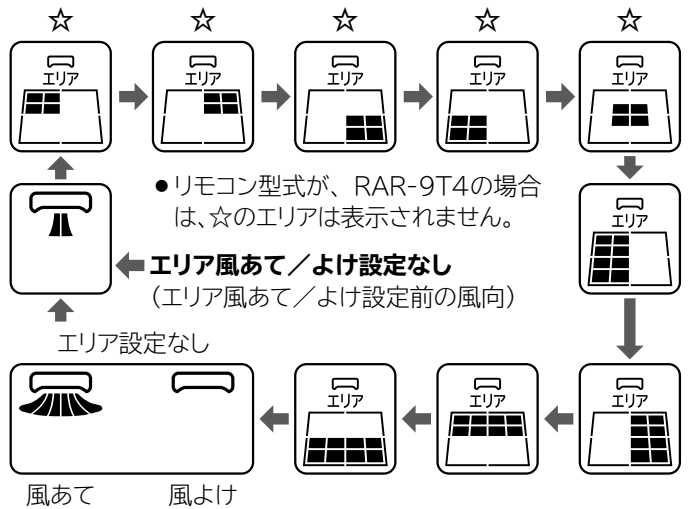 ☆ ☆ ☆ ☆ ☆
エリア エリア エリア エリア エリア
●リモコン型式が、RAR-9T4の場合
は、☆のエリアは表示されません。
エリア
エリア風あて／よけ設定なし
（エリア風あて／よけ設定前の風向）
エリア設定なし
エリア エリア エリア
風あて 風よけ